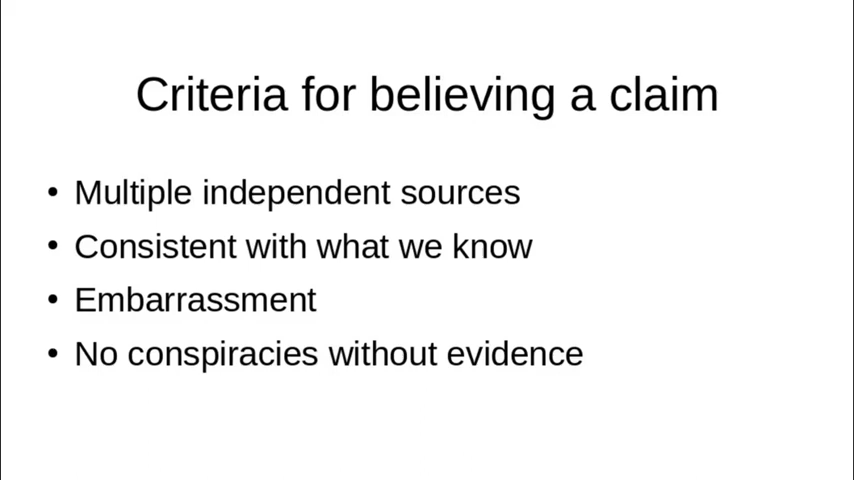 Criteria for believing a claim
• Multiple independent sources
• Consistent with what we know
• Embarrassment
• No conspiracies without evidence